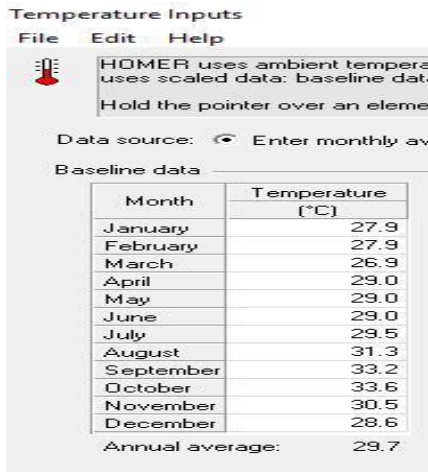 Temperature Inputs
File Edit Help
HOMER uses ambient tempera
uses scaled data: baseline dat
Hold the pointer over an eleme
Data source: Enter monthly av
Baseline data
Month Temperature
(°C)
January 27.9
February 27.9
March 26.9
April 29.0
May 29.0
June 29.0
July 29.5
August 31.3
September 33.2
October 33.6
November 30.5
December 28.6
Annual average: 29.7